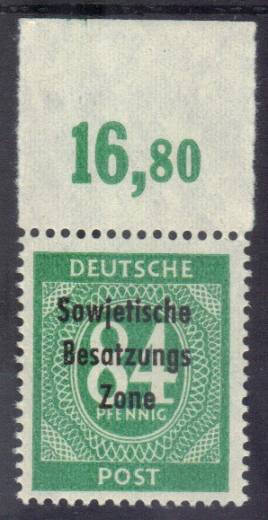 16,80
DEUTSCHE
Sowjetische
Besatzungs
84
Zone
PFENNIG
POST